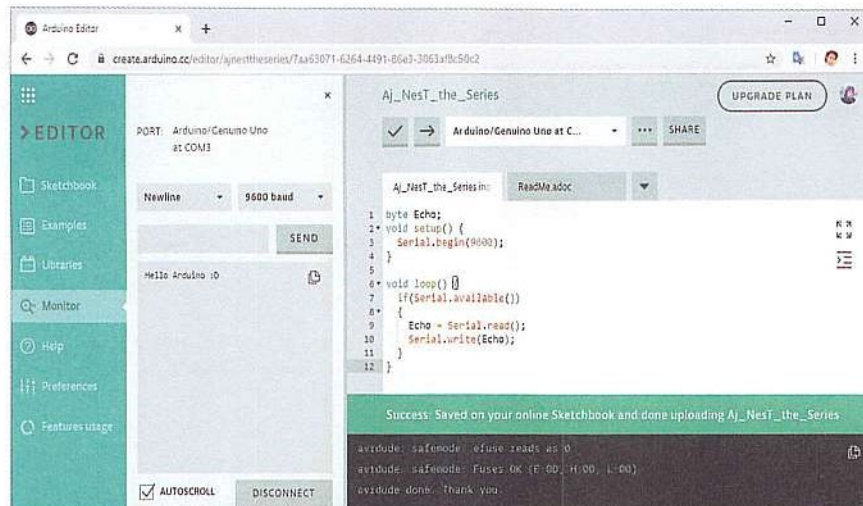 Arduino Editor
create.arduino.cc/editor/ajnesttheseries/7aa63071-6264-4491-86e3-3063af8c50c2
EDITOR
Sketchbook
Examples
Libraries
Monitor
Help
Preferences
Features usage
PORT: Arduino/Genuino Uno
at COM3
Newline
9600 baud
SEND
Hello Arduino :D
AUTOSCROLL
DISCONNECT
Aj_NesT_the_Series
UPGRADE PLAN
Arduino/Genuino Uno at C...
SHARE
Aj_NesT_the_Series.ino
ReadMe.adoc
1 byte Echo;
2 void setup() {
3 Serial.begin(9600);
4 }
5
6 void loop() {
7 if(Serial.available())
8 {
9 Echo = Serial.read();
10 Serial.write(Echo);
11 }
12 }
Success: Saved on your online Sketchbook and done uploading Aj_NesT_the_Series
avrdude: safemode: efuse reads as 0
avrdude: safemode: Fuses OK (E:00, H:00, L:00)
avrdude done. Thank you.